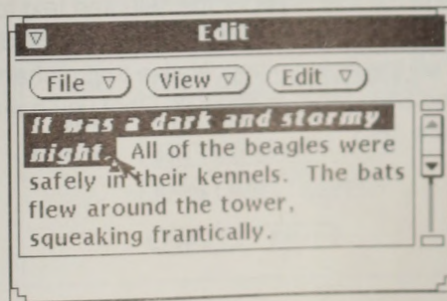 Edit
File View Edit
It was a dark and stormy
night. All of the beagles were
safely in their kennels. The bats
flew around the tower,
squeaking frantically.